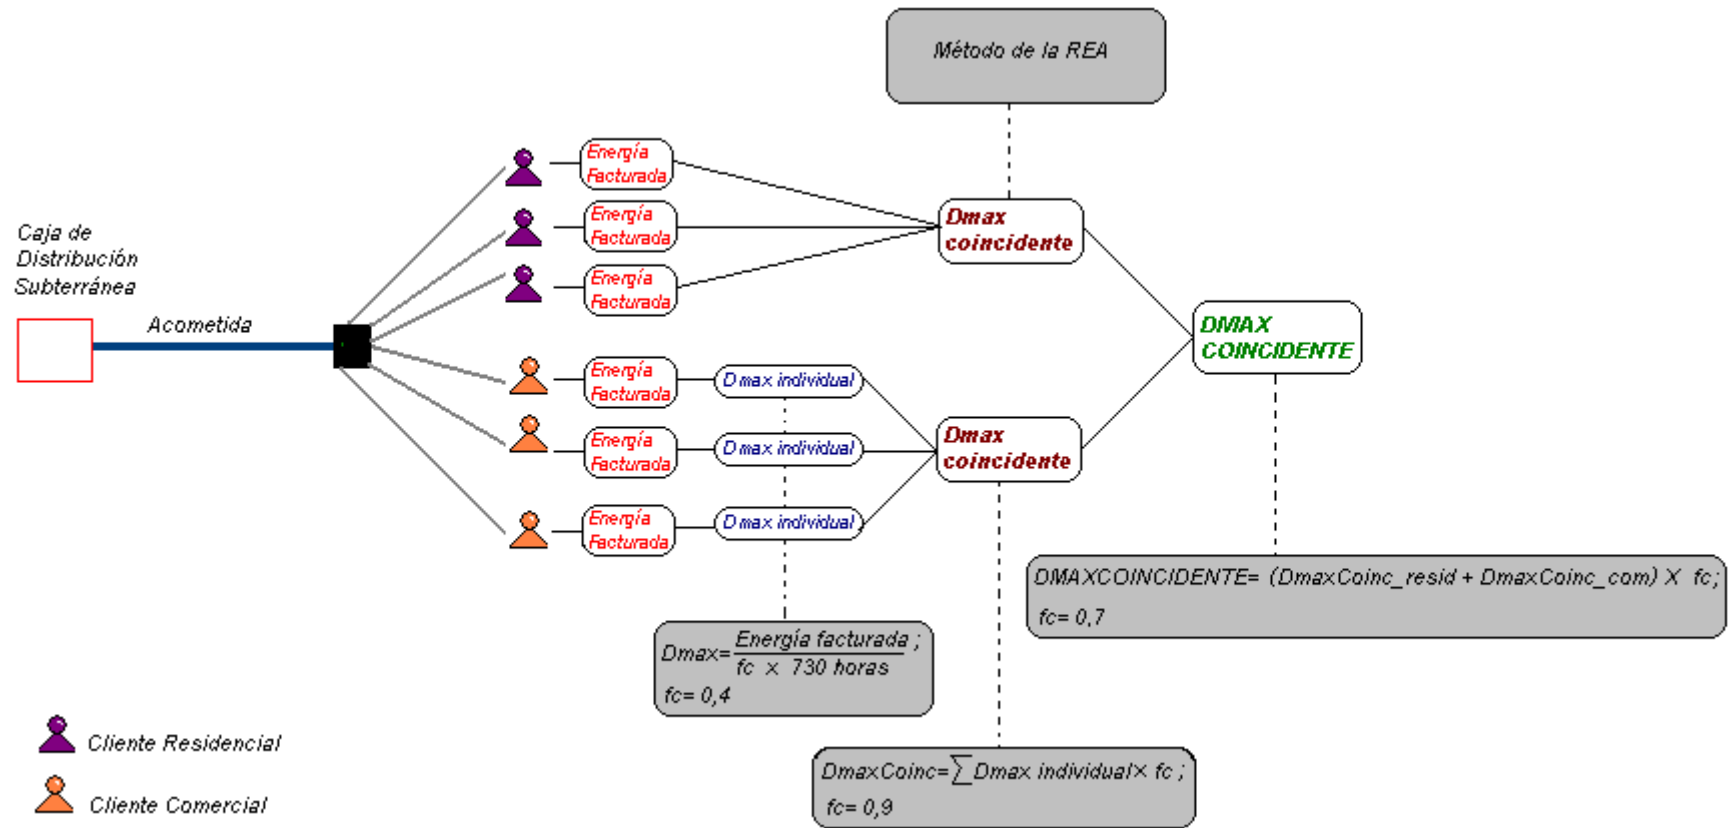 Método de la REA
Energía
Facturada
Energía
Facturada
Energía
Facturada
Dmax
coincidente
Caja de
Distribución
Subterránea
Acometida
DMAX
COINCIDENTE
Energía
Facturada
Dmax individual
Energía
Facturada
Dmax individual
Energía
Facturada
Dmax individual
Dmax
coincidente
DMAXCOINCIDENTE= (DmaxCoinc_resid + DmaxCoinc_com) X fc;
fc= 0,7
Dmax= Energía facturada ;
fc x 730 horas
fc= 0,4
DmaxCoinc=∑Dmax individual× fc ;
fc= 0,9
Cliente Residencial
Cliente Comercial